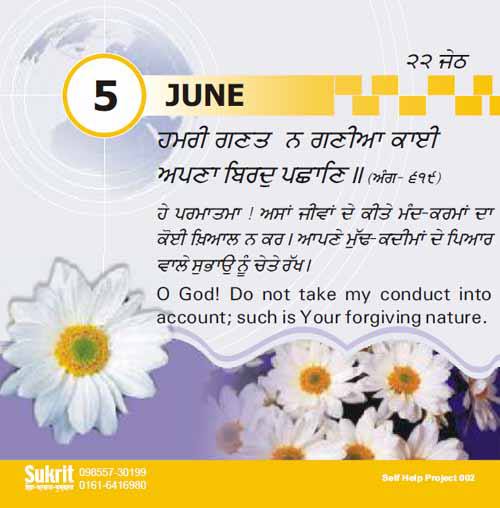 ੨੨ ਜੇਠ
5 JUNE
ਹਮਰੀ ਗਣਤ ਨ ਗਣੀਆ ਕਾਈ
ਅਪਣਾ ਬਿਰਦੁ ਪਛਾਣਿ ॥ (ਅੰਗ- ੬੧੯)
ਹੇ ਪਰਮਾਤਮਾ ! ਅਸਾਂ ਜੀਵਾਂ ਦੇ ਕੀਤੇ ਮੰਦ-ਕਰਮਾਂ ਦਾ
ਕੋਈ ਖ਼ਿਆਲ ਨ ਕਰ। ਆਪਣੇ ਮੁੱਢ-ਕਦੀਮਾਂ ਦੇ ਪਿਆਰ
ਵਾਲੇ ਸੁਭਾਉ ਨੂੰ ਚੇਤੇ ਰੱਖ।
O God! Do not take my conduct into
account; such is Your forgiving nature.
Sukrit 098557-30199
0161-6416980
Self Help Project 002